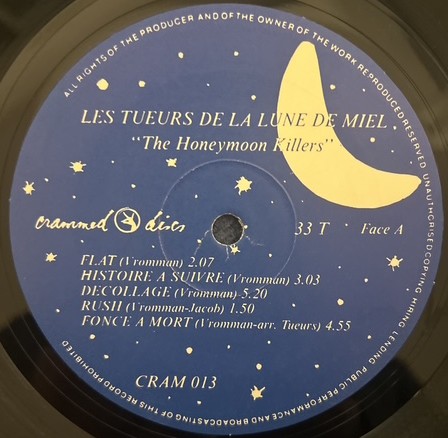 ALL RIGHTS OF THE PRODUCER AND OF THE OWNER OF THE WORK REPRODUCED RESERVED. UNAUTHORISED COPYING HIRING LENDING PUBLIC PERFORMANCE AND BROADCASTING OF THIS RECORD PROHIBITED
LES TUEURS DE LA LUNE DE MIEL
"The Honeymoon Killers"
crammed discs
33 T Face A
FLAT (Vromman) 2.07
HISTOIRE A SUIVRE (Vromman) 3.03
DECOLLAGE (Vromman) 5.20
RUSH (Vromman-Jacob) 1.50
FONCE A MORT (Vromman-arr. Tueurs) 4.55
CRAM 013